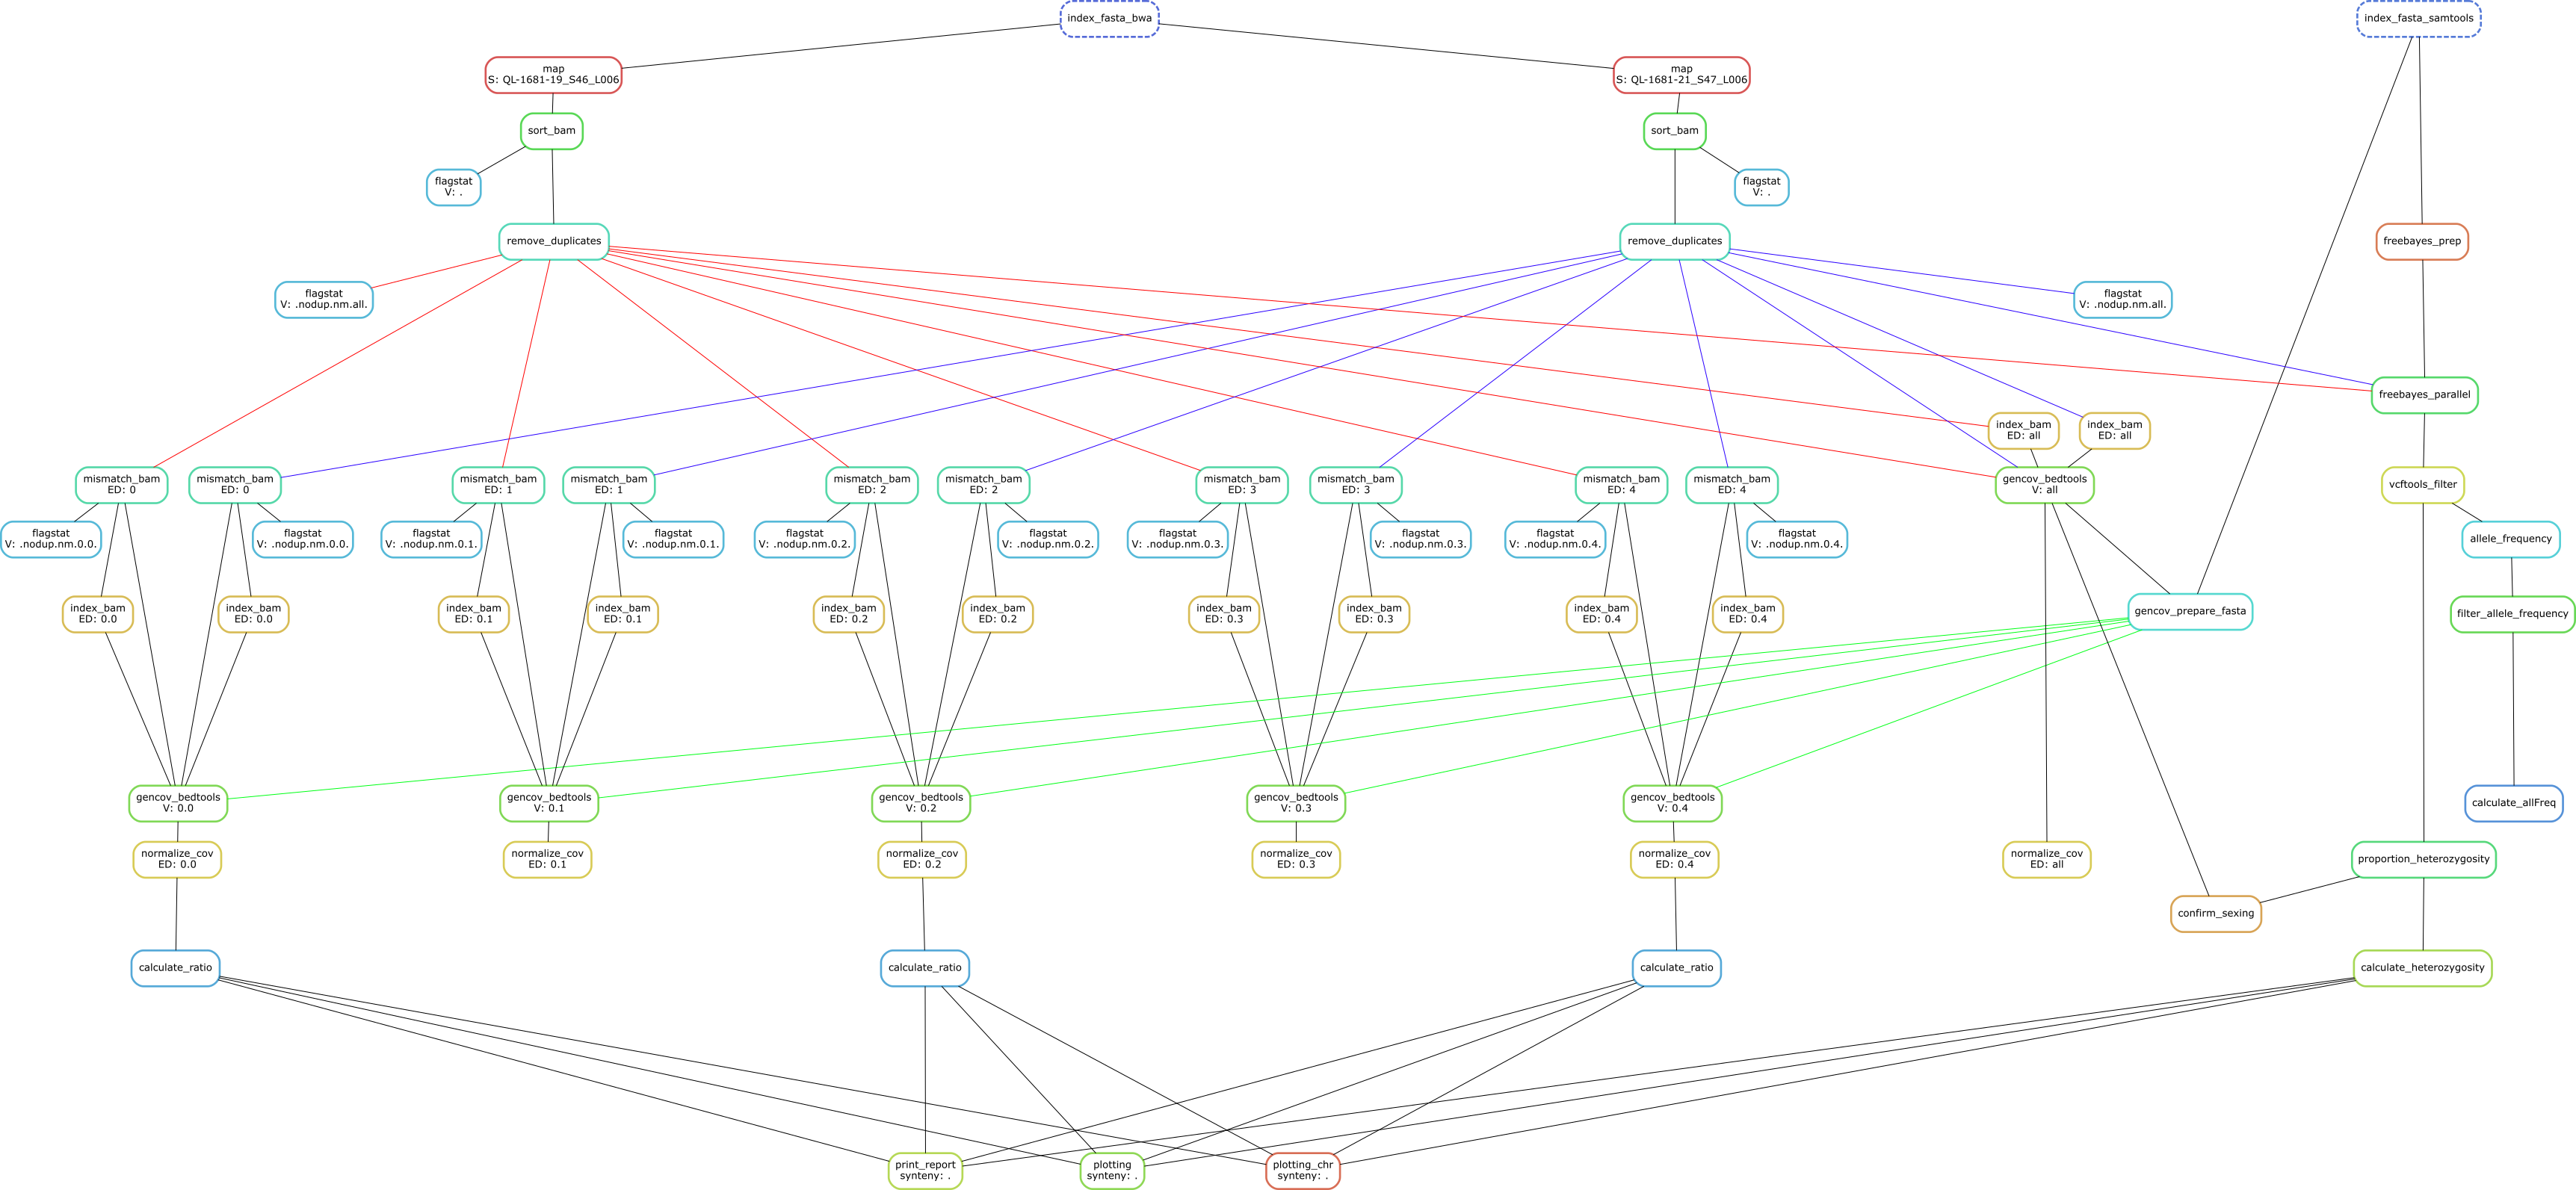 index_fasta_bwa
index_fasta_samtools
map
S: QL-1681-19_S46_L006
map
S: QL-1681-21_S47_L006
sort_bam
sort_bam
flagstat
V: .
flagstat
V: .
remove_duplicates
remove_duplicates
freebayes_prep
flagstat
V: .nodup.nm.all.
flagstat
V: .nodup.nm.all.
freebayes_parallel
index_bam
ED: all
index_bam
ED: all
mismatch_bam
ED: 0
mismatch_bam
ED: 0
mismatch_bam
ED: 1
mismatch_bam
ED: 1
mismatch_bam
ED: 2
mismatch_bam
ED: 2
mismatch_bam
ED: 3
mismatch_bam
ED: 3
mismatch_bam
ED: 4
mismatch_bam
ED: 4
gencov_bedtools
V: all
vcftools_filter
flagstat
V: .nodup.nm.0.0.
flagstat
V: .nodup.nm.0.0.
flagstat
V: .nodup.nm.0.1.
flagstat
V: .nodup.nm.0.1.
flagstat
V: .nodup.nm.0.2.
flagstat
V: .nodup.nm.0.2.
flagstat
V: .nodup.nm.0.3.
flagstat
V: .nodup.nm.0.3.
flagstat
V: .nodup.nm.0.4.
flagstat
V: .nodup.nm.0.4.
allele_frequency
index_bam
ED: 0.0
index_bam
ED: 0.0
index_bam
ED: 0.1
index_bam
ED: 0.1
index_bam
ED: 0.2
index_bam
ED: 0.2
index_bam
ED: 0.3
index_bam
ED: 0.3
index_bam
ED: 0.4
index_bam
ED: 0.4
gencov_prepare_fasta
filter_allele_frequency
gencov_bedtools
V: 0.0
gencov_bedtools
V: 0.1
gencov_bedtools
V: 0.2
gencov_bedtools
V: 0.3
gencov_bedtools
V: 0.4
calculate_allFreq
normalize_cov
ED: 0.0
normalize_cov
ED: 0.1
normalize_cov
ED: 0.2
normalize_cov
ED: 0.3
normalize_cov
ED: 0.4
normalize_cov
ED: all
proportion_heterozygosity
confirm_sexing
calculate_ratio
calculate_ratio
calculate_ratio
calculate_heterozygosity
print_report
synteny: .
plotting
synteny: .
plotting_chr
synteny: .